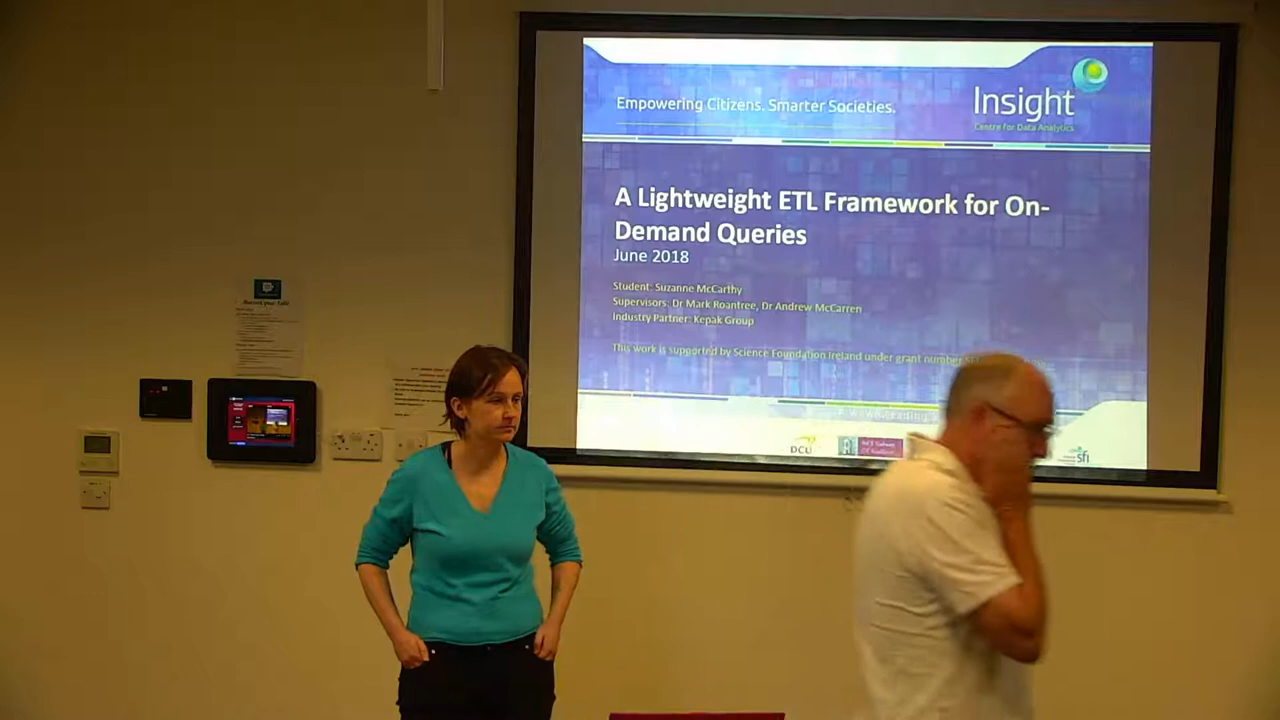 Empowering Citizens. Smarter Societies.
Insight
Centre for Data Analytics
A Lightweight ETL Framework for On-
Demand Queries
June 2018
Student: Suzanne McCarthy
Supervisors: Dr Mark Roantree, Dr Andrew McCarren
Industry Partner: Kepak Group
This work is supported by Science Foundation Ireland under grant number
DCU
sfi